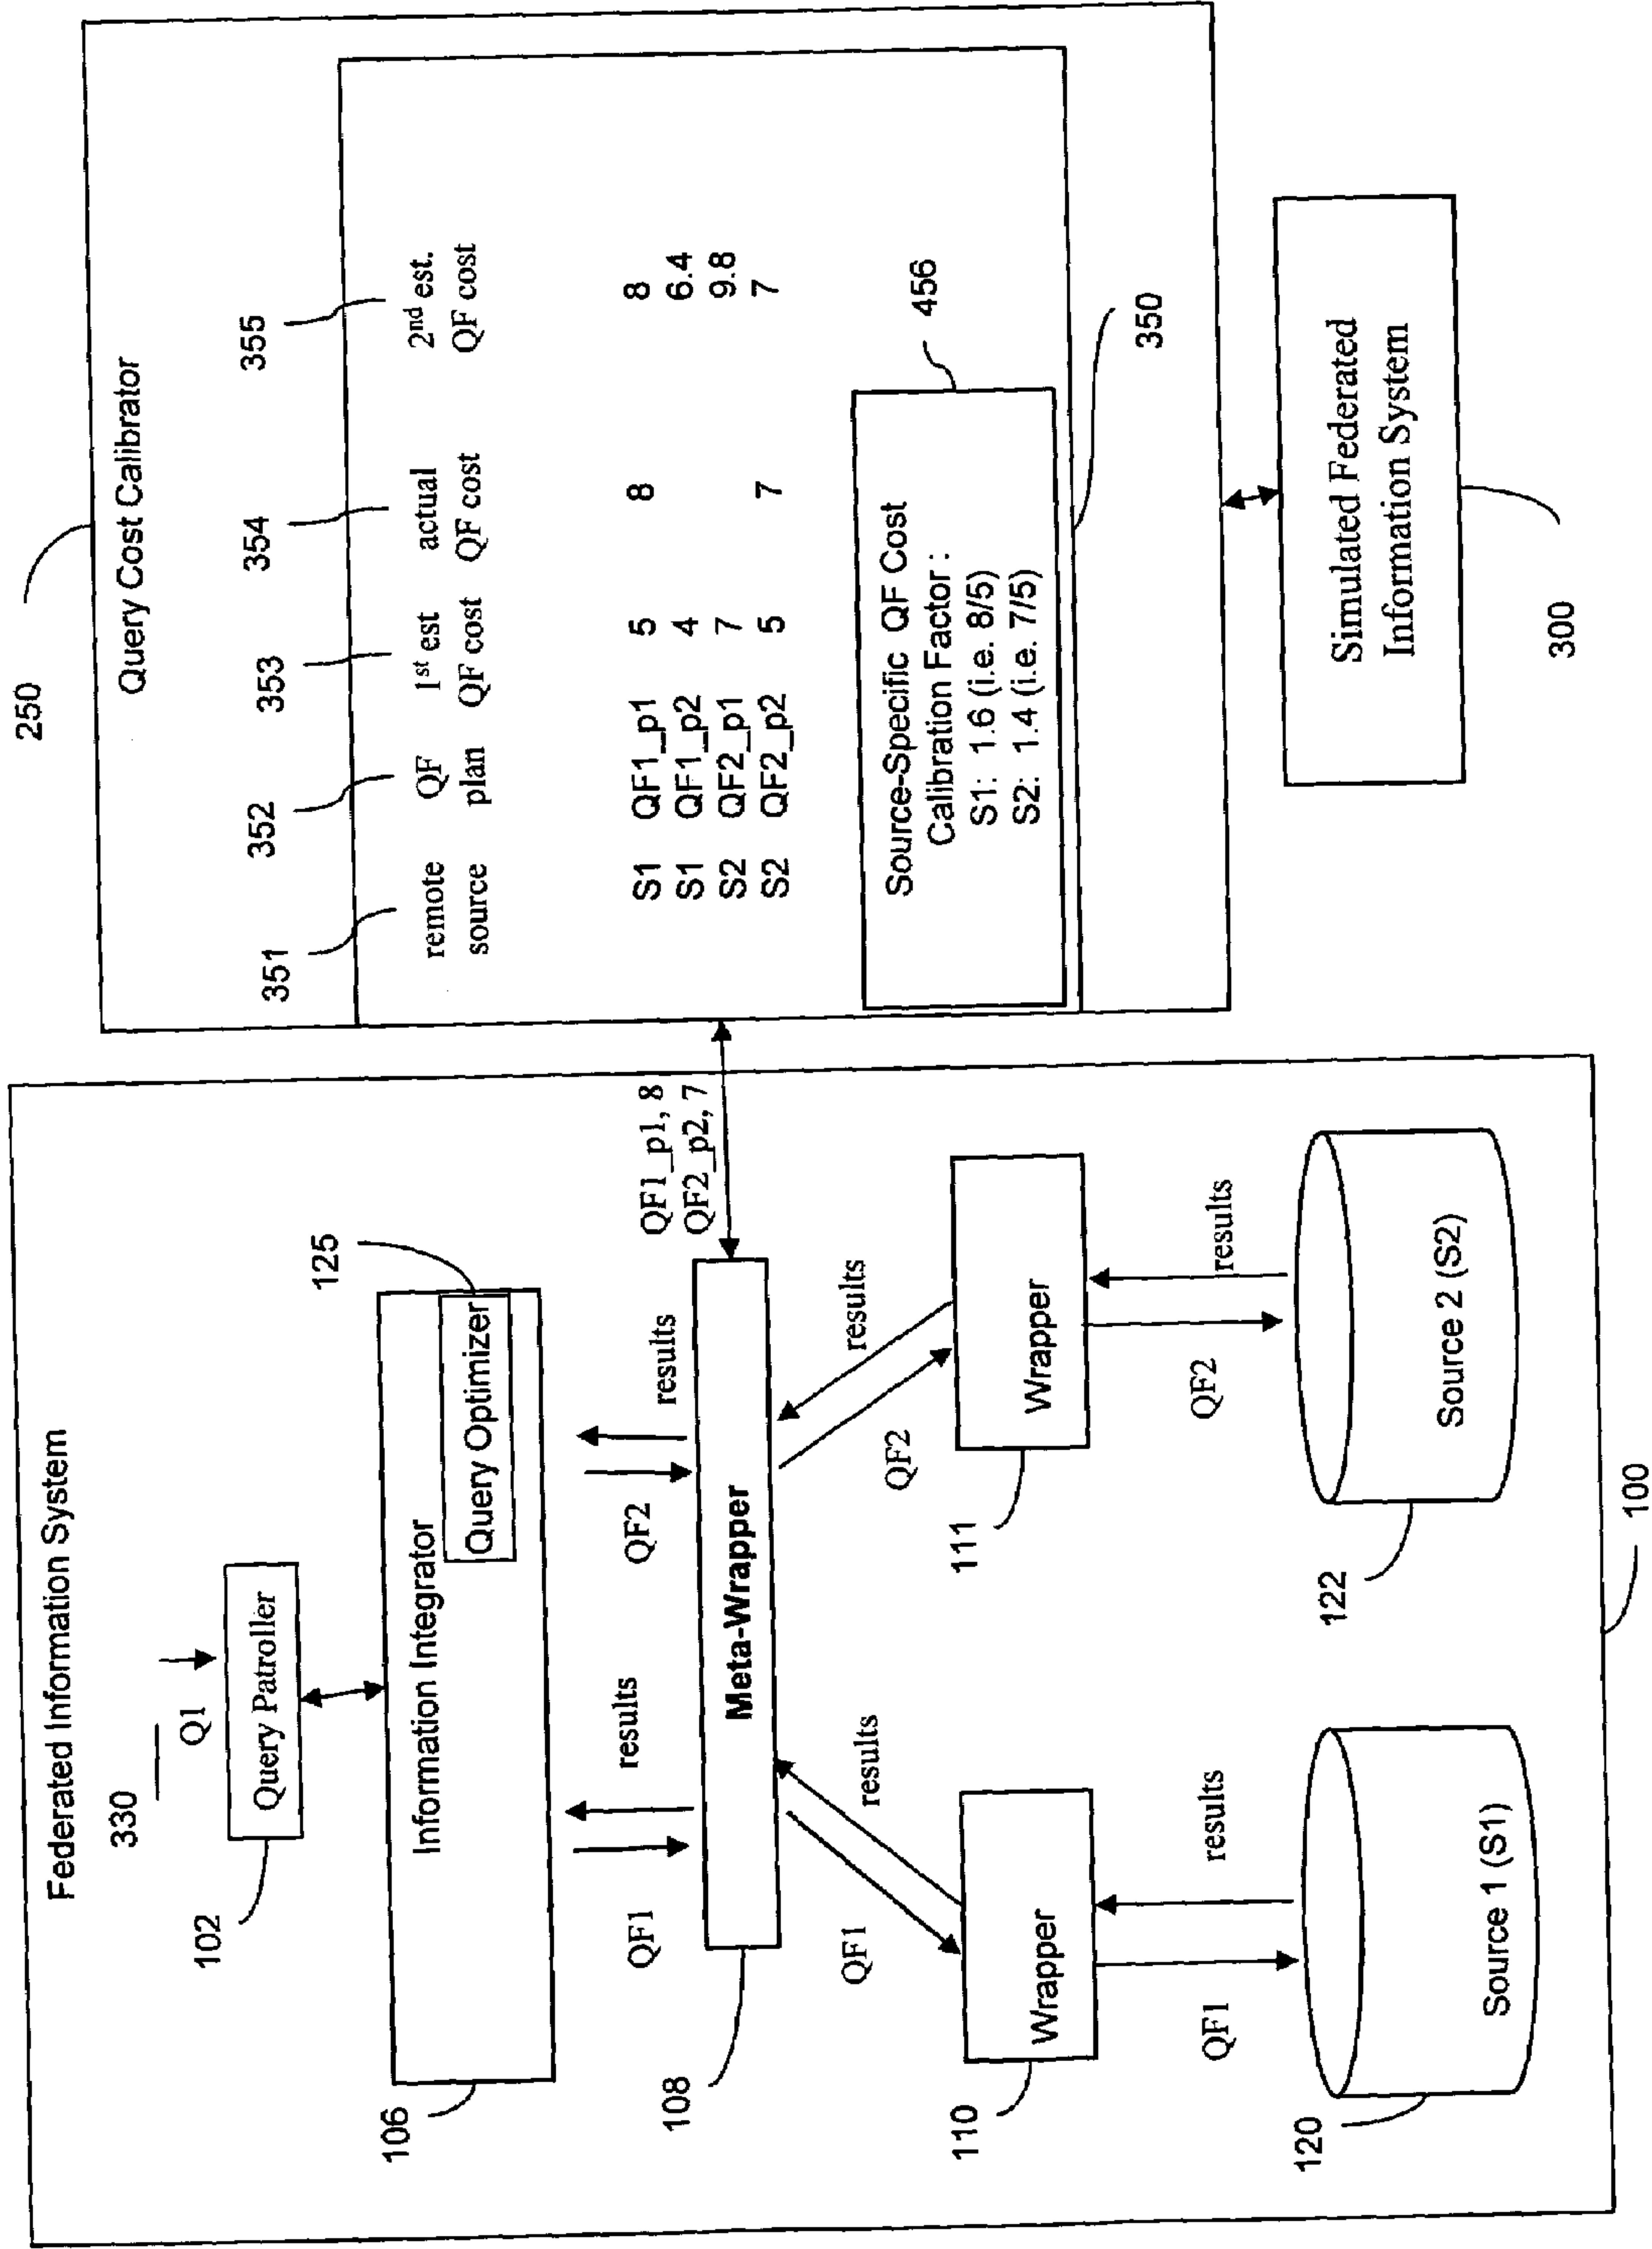 Federated Information System
330
Q1
102
Query Patroller
125
106
Information Integrator
Query Optimizer
QF1
results
QF2
results
108
Meta-Wrapper
QF1_p1, 8
QF2_p2, 7
QF1
results
QF2
results
110
Wrapper
111
Wrapper
QF1
results
QF2
results
120
Source 1 (S1)
122
Source 2 (S2)
100
250
Query Cost Calibrator
351
352
353
354
355
remote source
QF plan
1st est QF cost
actual QF cost
2nd est. QF cost
S1 QF1_p1 5 8 8
S1 QF1_p2 4 6.4
S2 QF2_p1 7 9.8
S2 QF2_p2 5 7 7
456
Source-Specific QF Cost
Calibration Factor :
S1: 1.6 (i.e. 8/5)
S2: 1.4 (i.e. 7/5)
350
Simulated Federated
Information System
300